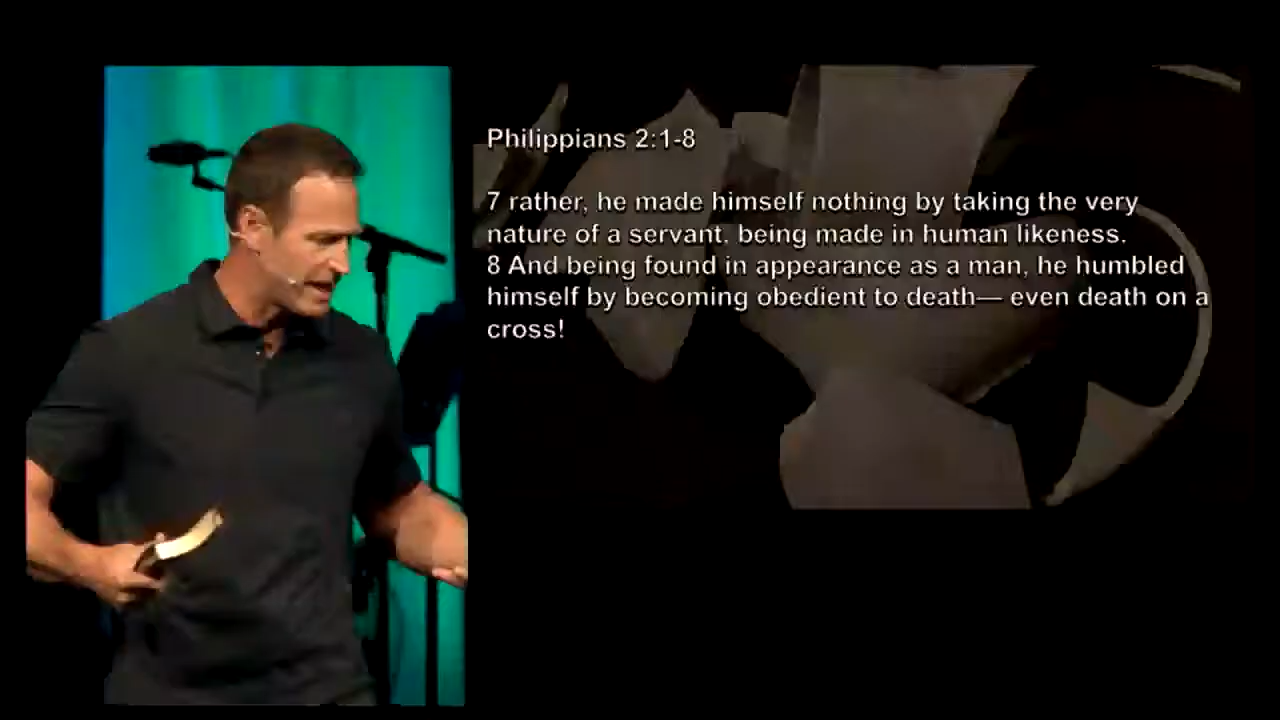 Philippians 2:1-8
7 rather, he made himself nothing by taking the very
nature of a servant, being made in human likeness.
8 And being found in appearance as a man, he humbled
himself by becoming obedient to death— even death on a
cross!